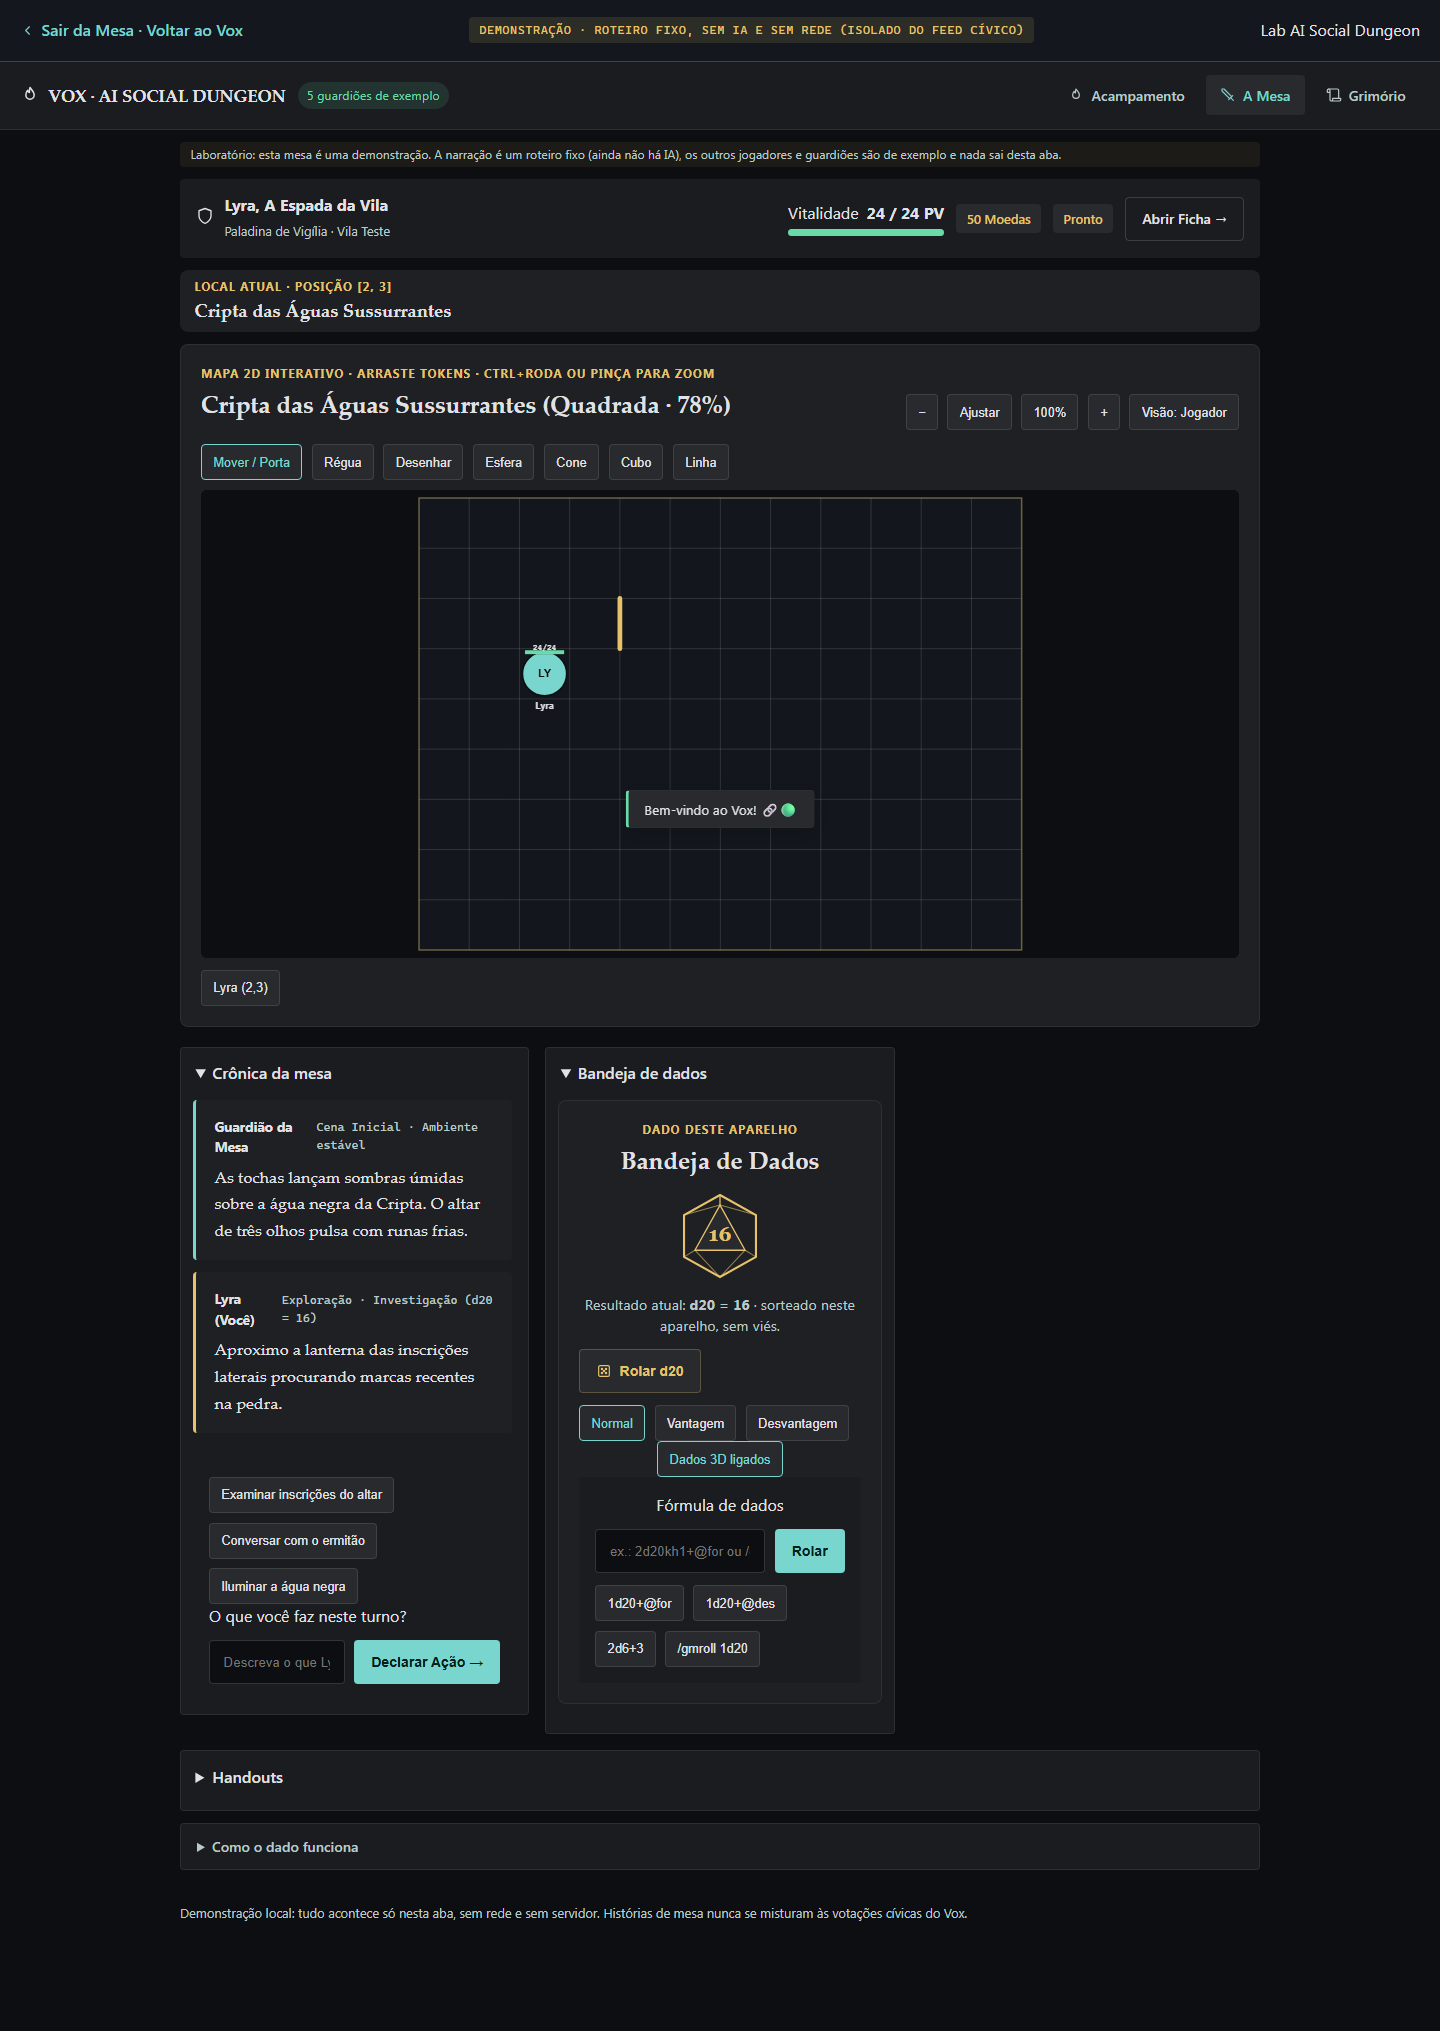 Sair da Mesa · Voltar ao Vox
DEMONSTRAÇÃO · ROTEIRO FIXO, SEM IA E SEM REDE (ISOLADO DO FEED CÍVICO)
Lab AI Social Dungeon
VOX · AI SOCIAL DUNGEON
5 guardiões de exemplo
Acampamento
A Mesa
Grimório
Laboratório: esta mesa é uma demonstração. A narração é um roteiro fixo (ainda não há IA), os outros jogadores e guardiões são de exemplo e nada sai desta aba.
Lyra, A Espada da Vila
Paladina de Vigília · Vila Teste
Vitalidade 24 / 24 PV
50 Moedas
Pronto
Abrir Ficha →
LOCAL ATUAL · POSIÇÃO [2, 3]
Cripta das Águas Sussurrantes
MAPA 2D INTERATIVO · ARRASTE TOKENS · CTRL+RODA OU PINÇA PARA ZOOM
Cripta das Águas Sussurrantes (Quadrada · 78%)
−
Ajustar
100%
+
Visão: Jogador
Mover / Porta
Régua
Desenhar
Esfera
Cone
Cubo
Linha
24/24
LY
Lyra
Bem-vindo ao Vox!
Lyra (2,3)
Crônica da mesa
Guardião da
Mesa
Cena Inicial · Ambiente
estável
As tochas lançam sombras úmidas
sobre a água negra da Cripta. O altar
de três olhos pulsa com runas frias.
Lyra
(Você)
Exploração · Investigação (d20
= 16)
Aproximo a lanterna das inscrições
laterais procurando marcas recentes
na pedra.
Examinar inscrições do altar
Conversar com o ermitão
Iluminar a água negra
O que você faz neste turno?
Descreva o que Ly
Declarar Ação →
Bandeja de dados
DADO DESTE APARELHO
Bandeja de Dados
16
Resultado atual: d20 = 16 · sorteado neste
aparelho, sem viés.
Rolar d20
Normal
Vantagem
Desvantagem
Dados 3D ligados
Fórmula de dados
ex.: 2d20kh1+@for ou /
Rolar
1d20+@for
1d20+@des
2d6+3
/gmroll 1d20
Handouts
Como o dado funciona
Demonstração local: tudo acontece só nesta aba, sem rede e sem servidor. Histórias de mesa nunca se misturam às votações cívicas do Vox.